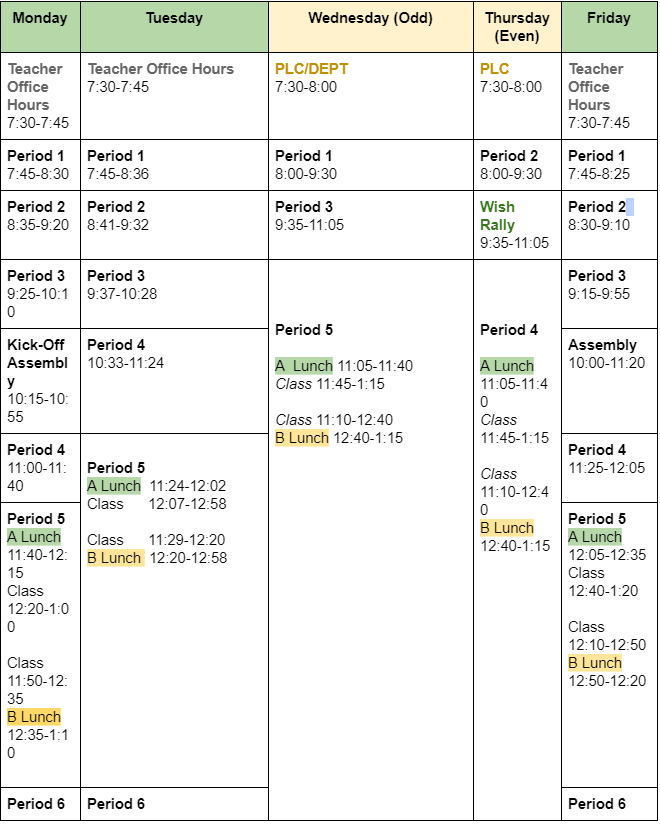 Monday
Tuesday
Wednesday (Odd)
Thursday
(Even)
Friday
Teacher
Office
Hours
7:30-7:45
Teacher Office Hours
7:30-7:45
PLC/DEPT
7:30-8:00
PLC
7:30-8:00
Teacher
Office
Hours
7:30-7:45
Period 1
7:45-8:30
Period 1
7:45-8:36
Period 1
8:00-9:30
Period 2
8:00-9:30
Period 1
7:45-8:25
Period 2
8:35-9:20
Period 2
8:41-9:32
Period 3
9:35-11:05
Wish
Rally
9:35-11:05
Period 2
8:30-9:10
Period 3
9:25-10:1
0
Period 3
9:37-10:28
Period 5
A  Lunch 11:05-11:40
Class 11:45-1:15
Class 11:10-12:40
B Lunch 12:40-1:15
Period 4
A Lunch
11:05-11:4
0
Class
11:45-1:15
Class
11:10-12:4
0
B Lunch
12:40-1:15
Period 3
9:15-9:55
Kick-Off
Assembl
y
10:15-10:
55
Period 4
10:33-11:24
Assembly
10:00-11:20
Period 4
11:00-11:
40
Period 5
A Lunch  11:24-12:02
Class      12:07-12:58
Class      11:29-12:20
B Lunch  12:20-12:58
Period 4
11:25-12:05
Period 5
A Lunch
11:40-12:
15
Class
12:20-1:0
0
Class
11:50-12:
35
B Lunch
12:35-1:1
0
Period 5
A Lunch
12:05-12:35
Class
12:40-1:20
Class
12:10-12:50
B Lunch
12:50-12:20
Period 6
Period 6
Period 6